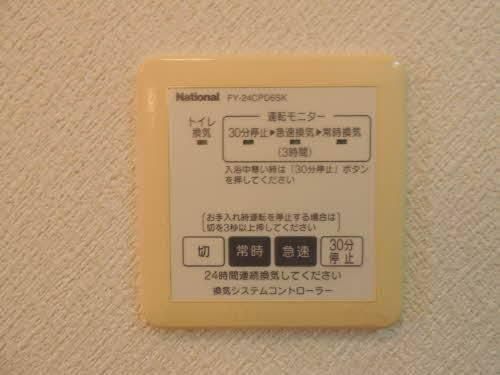 National FY-24CPD6SK
運転モニター
トイレ
換気
30分停止▶急速換気▶常時換気
(3時間)
入浴中寒い時は「30分停止」ボタン
を押してください
お手入れ時運転を停止する場合は
切を3秒以上押してください
切 常時 急速 30分
停止
24時間連続換気してください
換気システムコントローラー